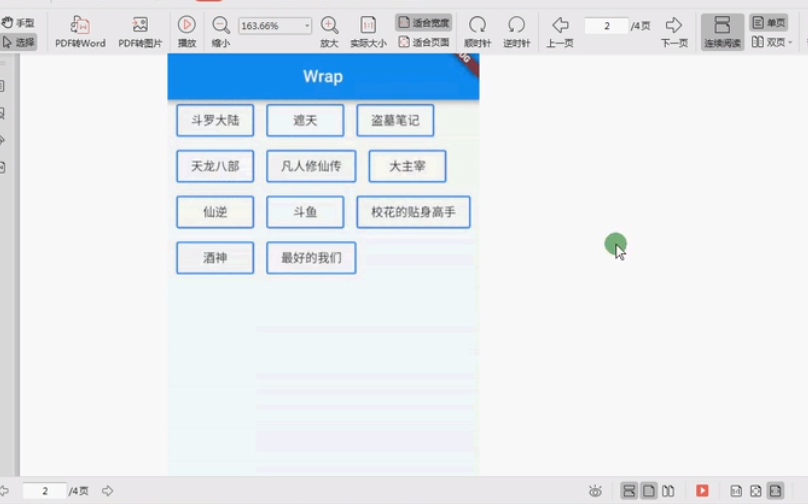 手型
选择
PDF转Word
PDF转图片
播放
缩小
163.66%
放大
1:1
实际大小
适合宽度
适合页面
顺时针
逆时针
上一页
2 /4页
下一页
连续阅读
单页
双页
Wrap
斗罗大陆 遮天 盗墓笔记
天龙八部 凡人修仙传 大主宰
仙逆 斗鱼 校花的贴身高手
酒神 最好的我们
2 /4页